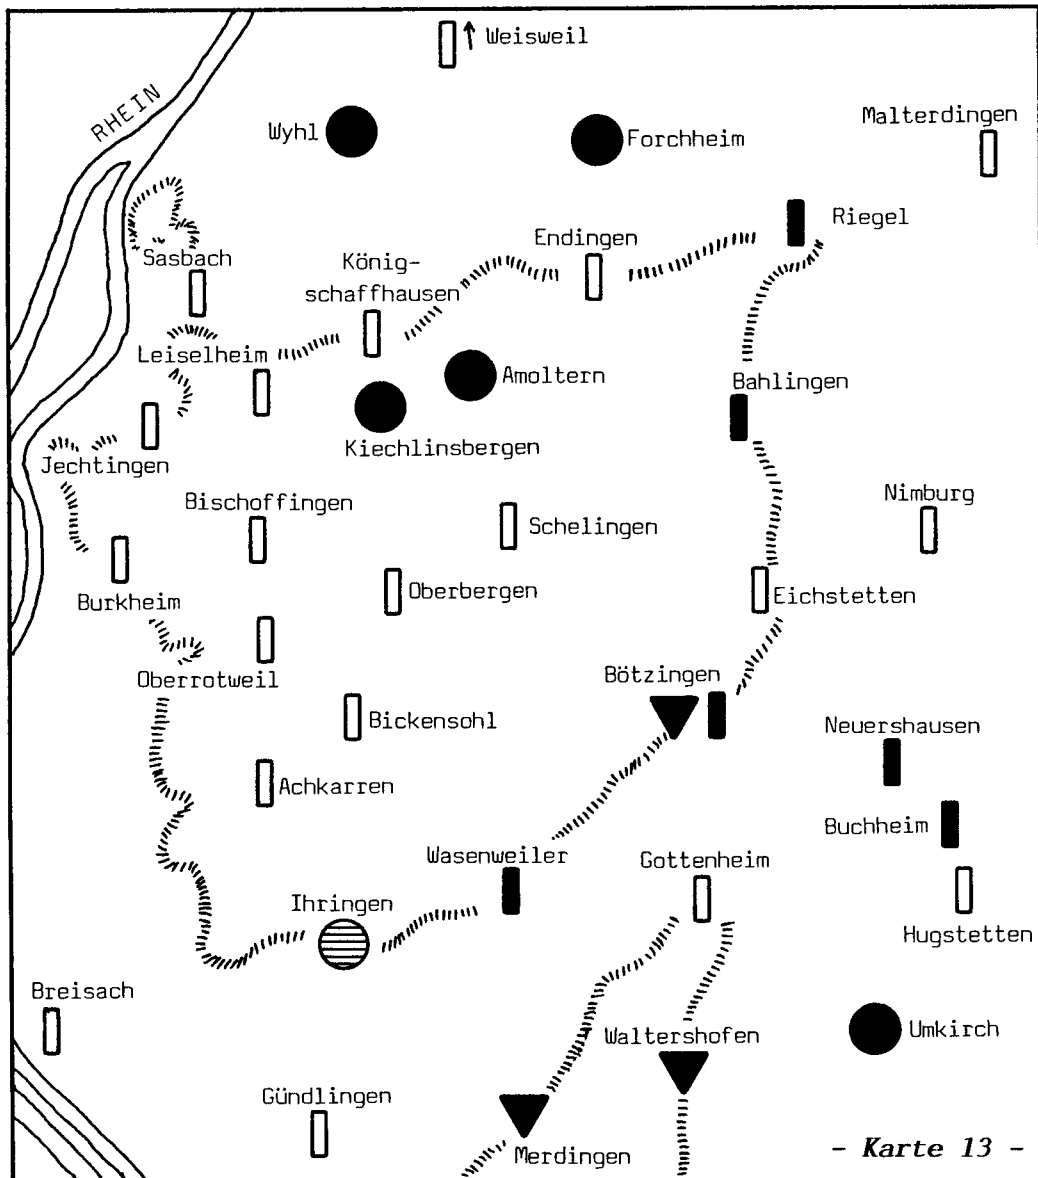 ↑ Weisweil
RHEIN
Wyhl
Forchheim
Malterdingen
Riegel
Endingen
Sasbach
König-
schaffhausen
Leiselheim
Amoltern
Bahlingen
Kiechlinsbergen
Jechtingen
Bischoffingen
Nimburg
Schelingen
Oberbergen
Burkheim
Eichstetten
Oberrotweil
Bötzingen
Bickensohl
Neuershausen
Achkarren
Buchheim
Wasenweiler
Gottenheim
Ihringen
Hugstetten
Breisach
Umkirch
Waltershofen
Gündlingen
Merdingen
- Karte 13 -